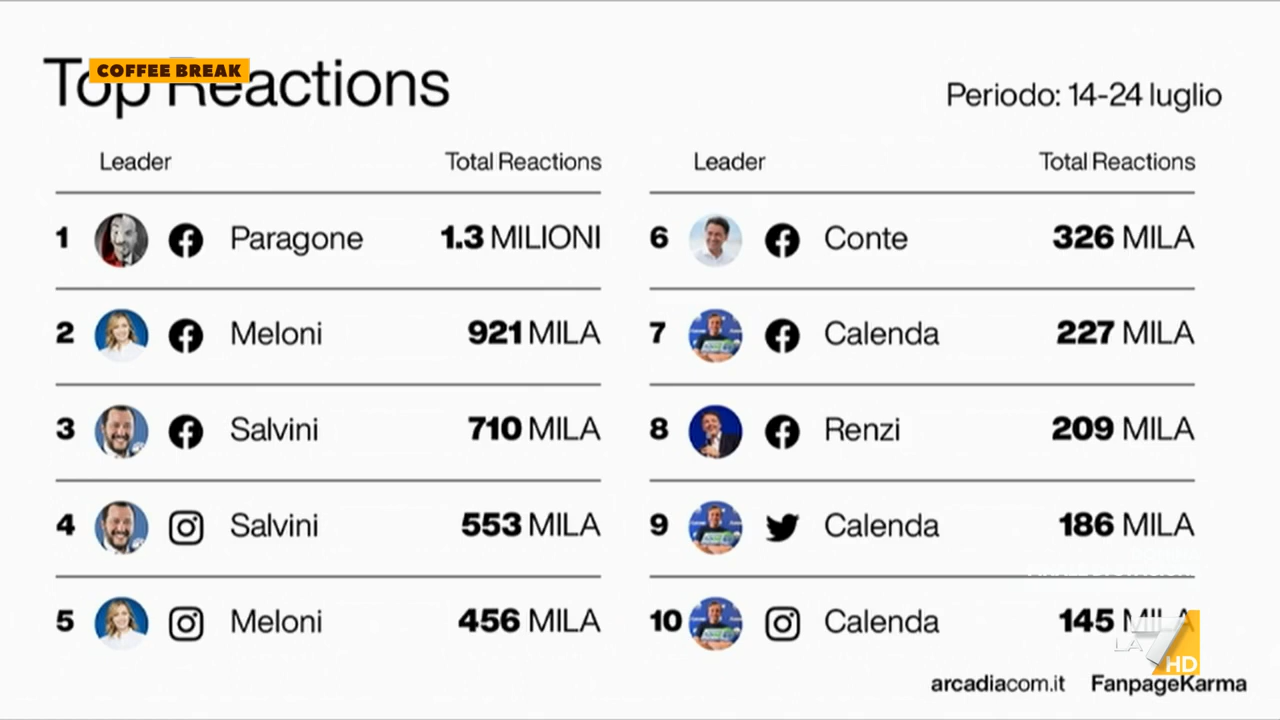 COFFEE BREAK
Top Reactions
Periodo: 14-24 luglio
Leader Total Reactions
1 Paragone 1.3 MILIONI
2 Meloni 921 MILA
3 Salvini 710 MILA
4 Salvini 553 MILA
5 Meloni 456 MILA
Leader Total Reactions
6 Conte 326 MILA
7 Calenda 227 MILA
8 Renzi 209 MILA
9 Calenda 186 MILA
10 Calenda 145 MILA
LA7 HD
arcadiacom.it FanpageKarma